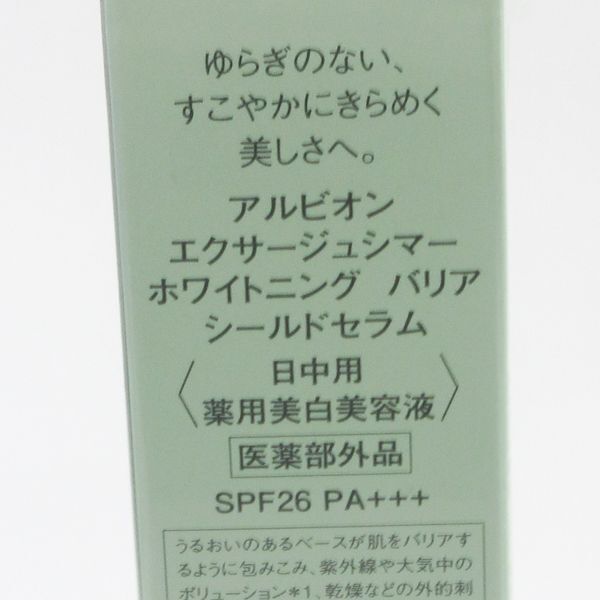 ゆらぎのない、
すこやかにきらめく
美しさへ。
アルビオン
エクサージュシマー
ホワイトニング バリア
シールドセラム
〈日中用
薬用美白美容液〉
医薬部外品
SPF26 PA+++
うるおいのあるベースが肌をバリアす
るように包みこみ、紫外線や大気中の
ポリューション*1、乾燥などの外的刺